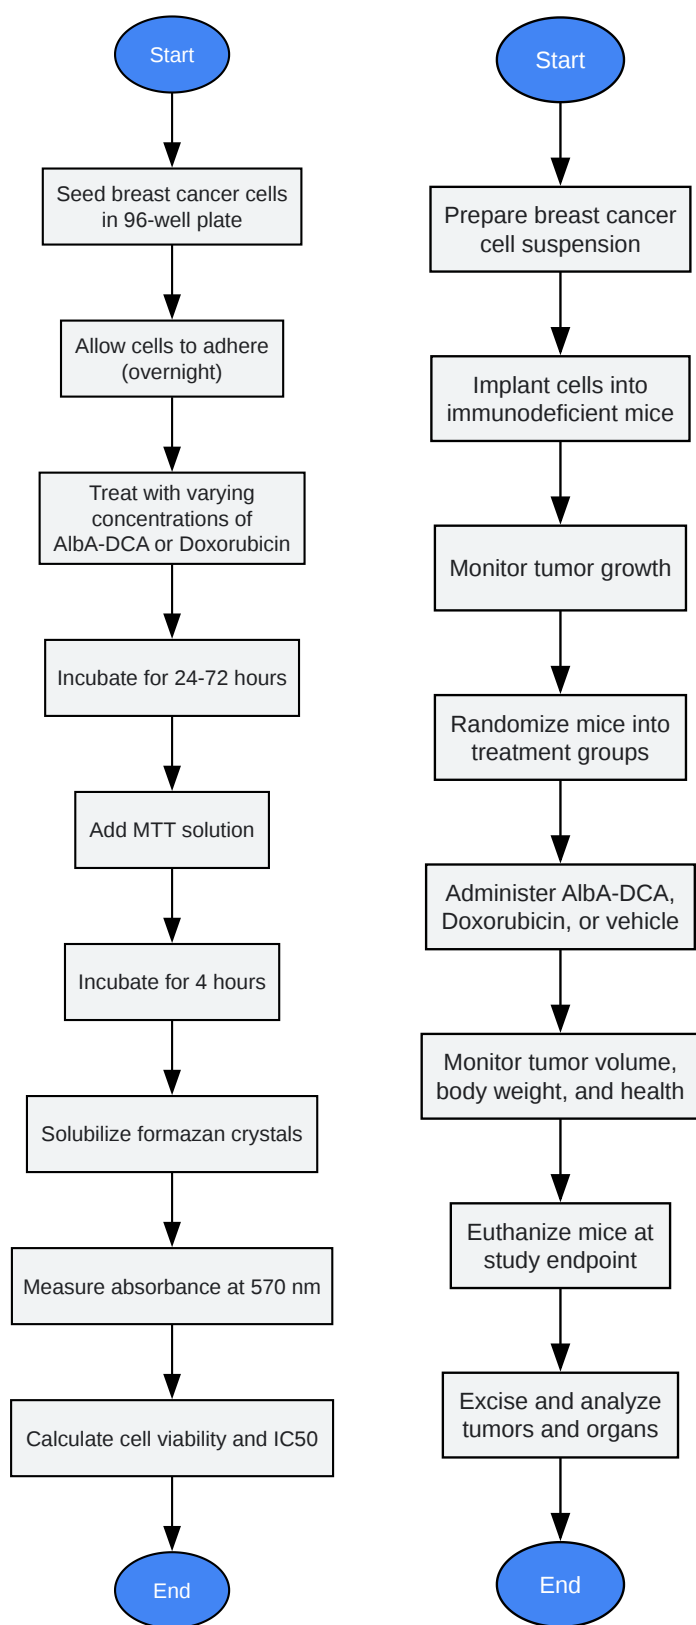 Start
Seed breast cancer cells
in 96-well plate
Allow cells to adhere
(overnight)
Treat with varying
concentrations of
AlbA-DCA or Doxorubicin
Incubate for 24-72 hours
Add MTT solution
Incubate for 4 hours
Solubilize formazan crystals
Measure absorbance at 570 nm
Calculate cell viability and IC50
End
Start
Prepare breast cancer
cell suspension
Implant cells into
immunodeficient mice
Monitor tumor growth
Randomize mice into
treatment groups
Administer AlbA-DCA,
Doxorubicin, or vehicle
Monitor tumor volume,
body weight, and health
Euthanize mice at
study endpoint
Excise and analyze
tumors and organs
End